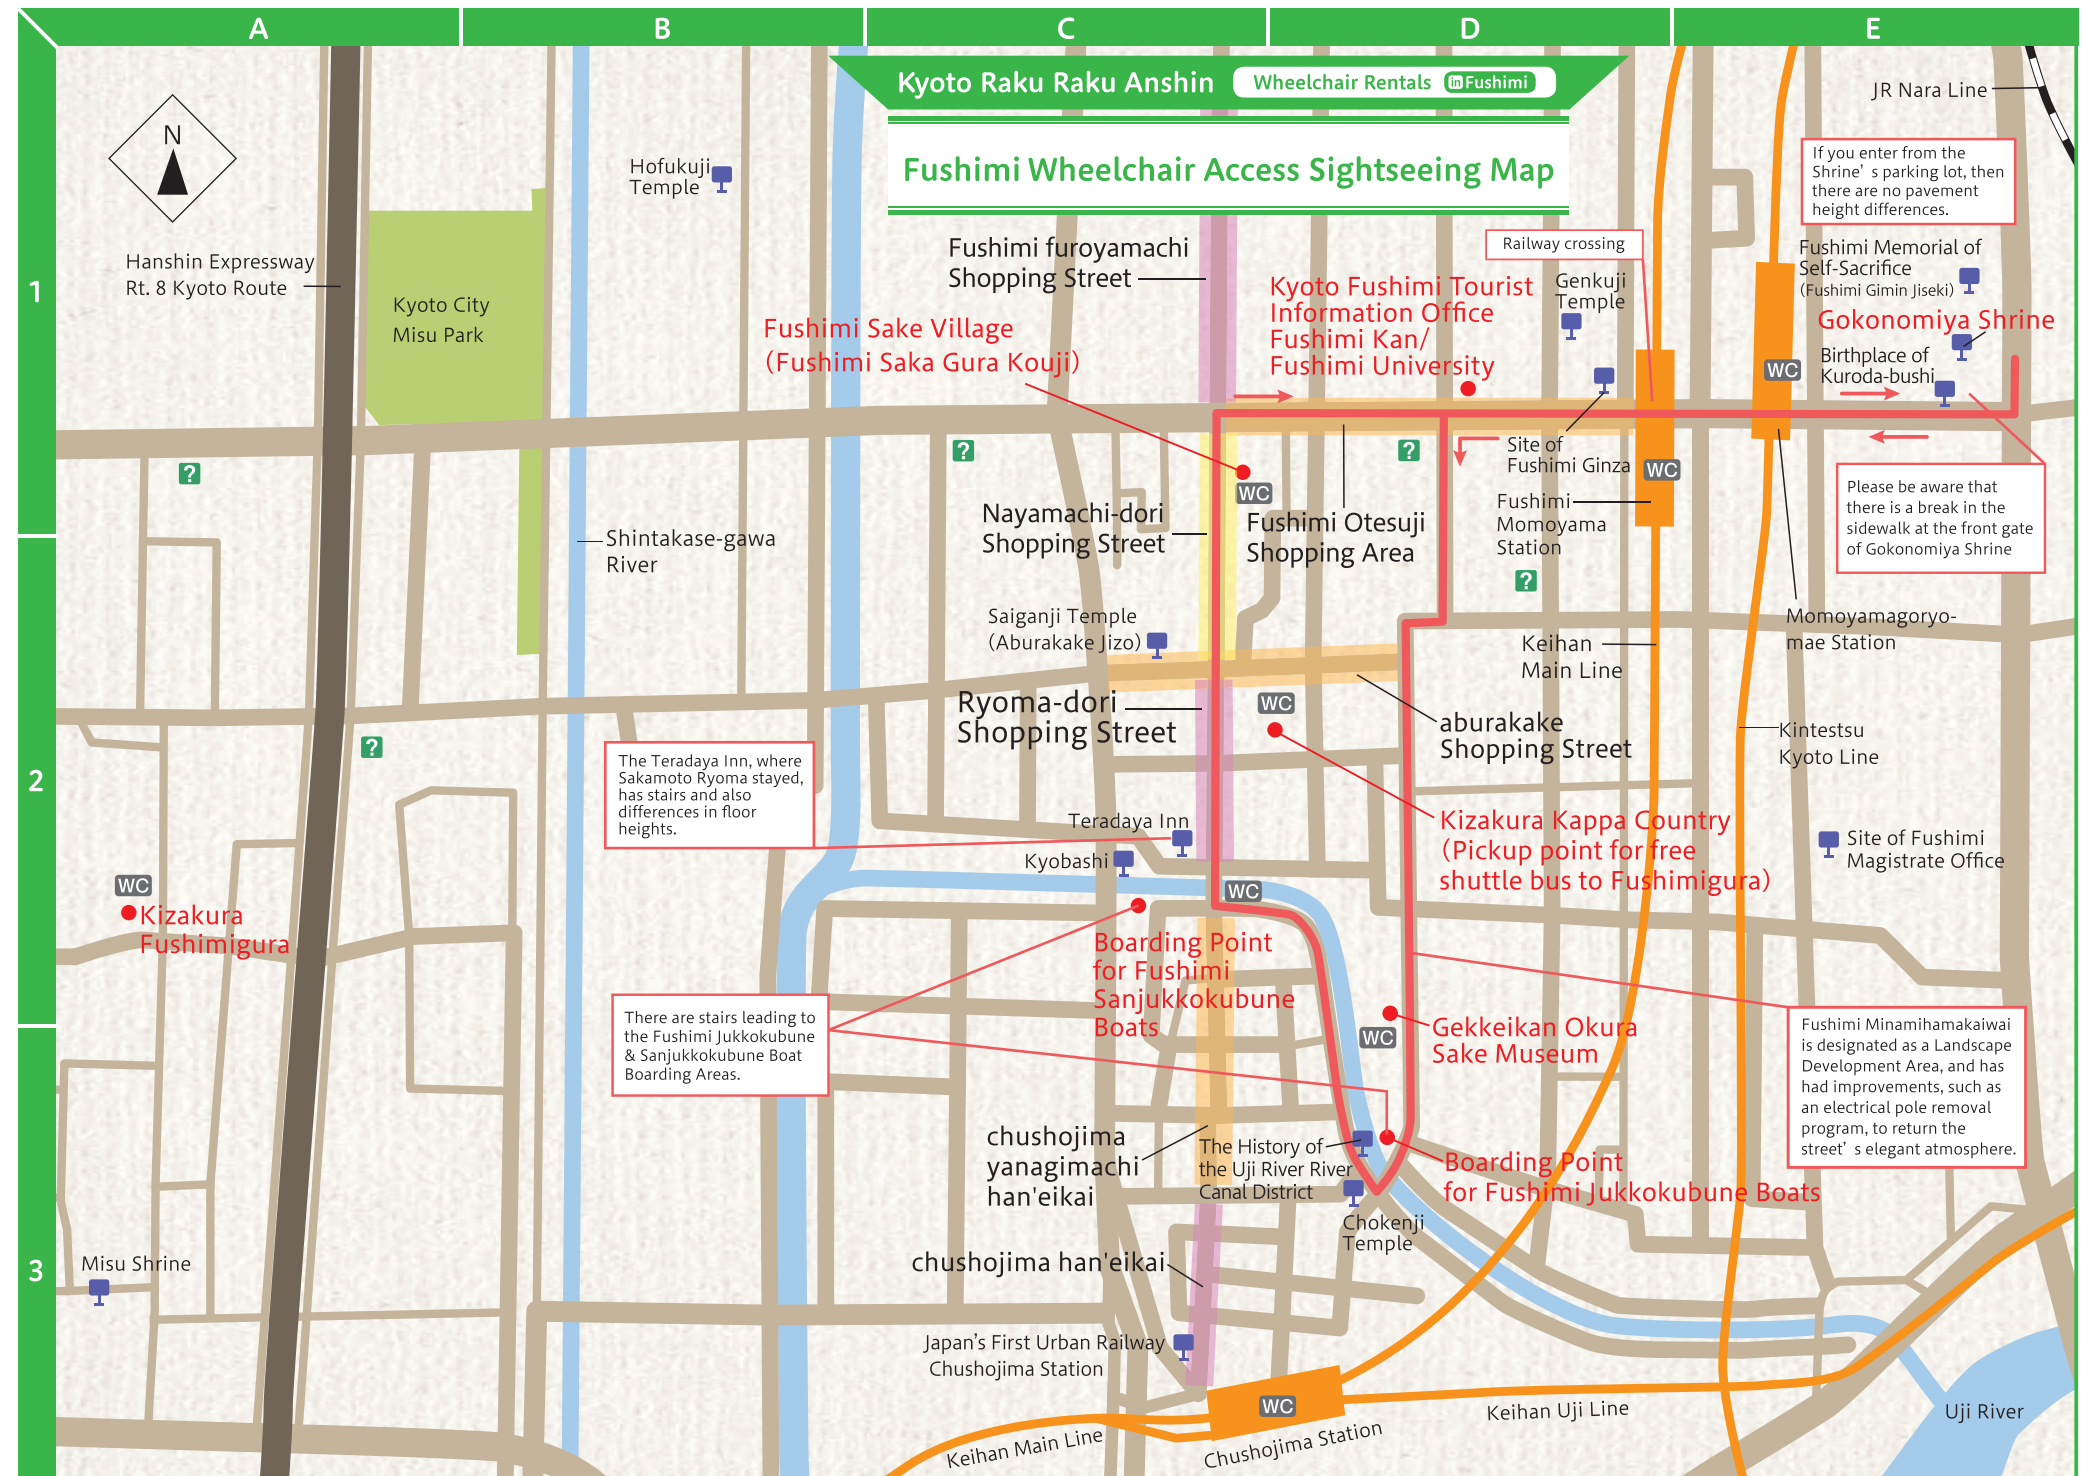 A
B
C
D
E
1
2
3
Kyoto Raku Raku Anshin
Wheelchair Rentals
in Fushimi
Fushimi Wheelchair Access Sightseeing Map
N
Hanshin Expressway
Rt. 8 Kyoto Route
Kyoto City
Misu Park
Hofukuji
Temple
Fushimi furoyamachi
Shopping Street
Fushimi Sake Village
(Fushimi Saka Gura Kouji)
Kyoto Fushimi Tourist
Information Office
Fushimi Kan/
Fushimi University
Railway crossing
Genkuji
Temple
JR Nara Line
If you enter from the
Shrine’ s parking lot, then
there are no pavement
height differences.
Fushimi Memorial of
Self-Sacrifice
(Fushimi Gimin Jiseki)
Gokonomiya Shrine
Birthplace of
Kuroda-bushi
WC
?
?
?
Site of
Fushimi Ginza
WC
WC
Please be aware that
there is a break in the
sidewalk at the front gate
of Gokonomiya Shrine
Fushimi
Momoyama
Station
Nayamachi-dori
Shopping Street
Fushimi Otesuji
Shopping Area
Shintakase-gawa
River
?
Saiganji Temple
(Aburakake Jizo)
Keihan
Main Line
Momoyamagoryo-
mae Station
Ryoma-dori
Shopping Street
WC
aburakake
Shopping Street
Kintestsu
Kyoto Line
?
The Teradaya Inn, where
Sakamoto Ryoma stayed,
has stairs and also
differences in floor
heights.
Teradaya Inn
Kyobashi
Kizakura Kappa Country
(Pickup point for free
shuttle bus to Fushimigura)
Site of Fushimi
Magistrate Office
WC
WC
Kizakura
Fushimigura
Boarding Point
for Fushimi
Sanjukkokubune
Boats
There are stairs leading to
the Fushimi Jukkokubune
& Sanjukkokubune Boat
Boarding Areas.
WC
Gekkeikan Okura
Sake Museum
Fushimi Minamihamakaiwai
is designated as a Landscape
Development Area, and has
had improvements, such as
an electrical pole removal
program, to return the
street’ s elegant atmosphere.
chushojima
yanagimachi
han'eikai
The History of
the Uji River River
Canal District
Boarding Point
for Fushimi Jukkokubune Boats
Chokenji
Temple
chushojima han'eikai
Misu Shrine
Japan’s First Urban Railway
Chushojima Station
WC
Keihan Main Line
Chushojima Station
Keihan Uji Line
Uji River